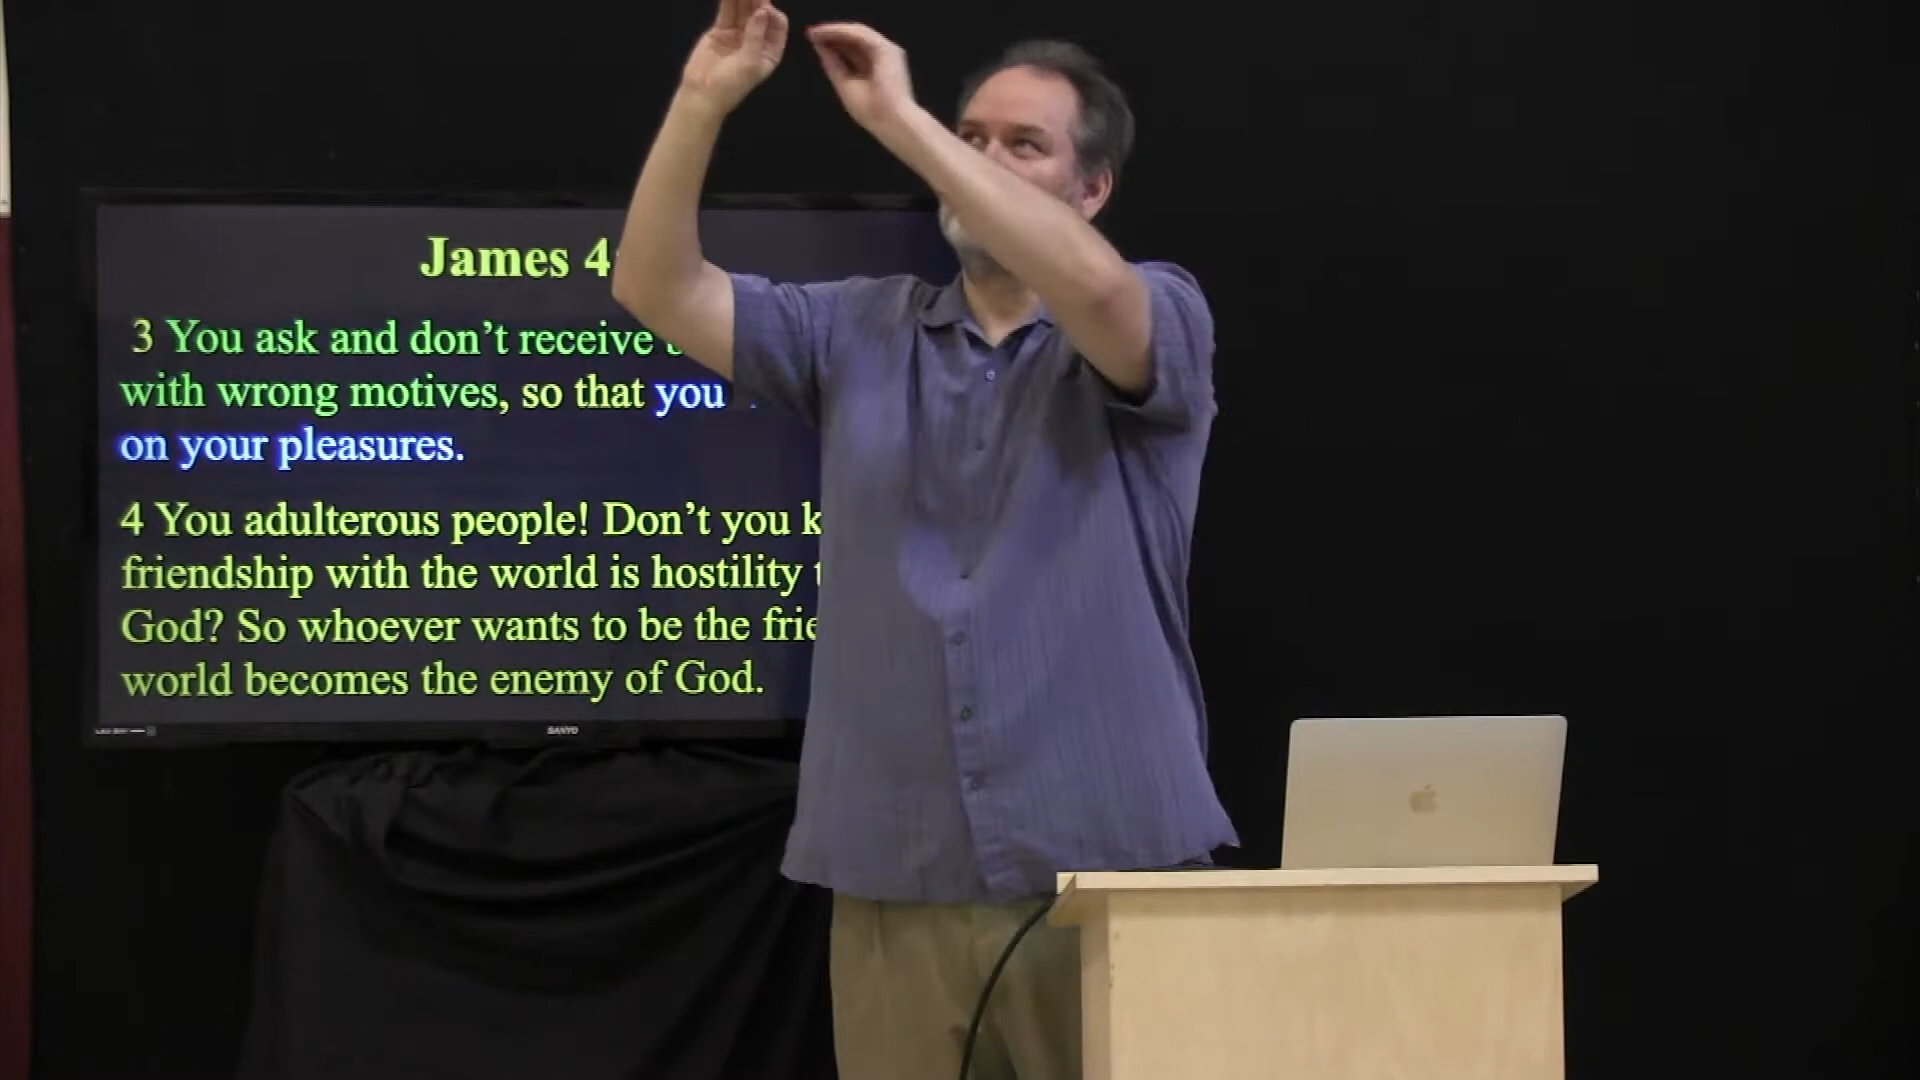 James 4
3 You ask and don’t receive
with wrong motives, so that you
on your pleasures.
4 You adulterous people! Don’t you
friendship with the world is hostility
God? So whoever wants to be the
world becomes the enemy of God.
SANYO